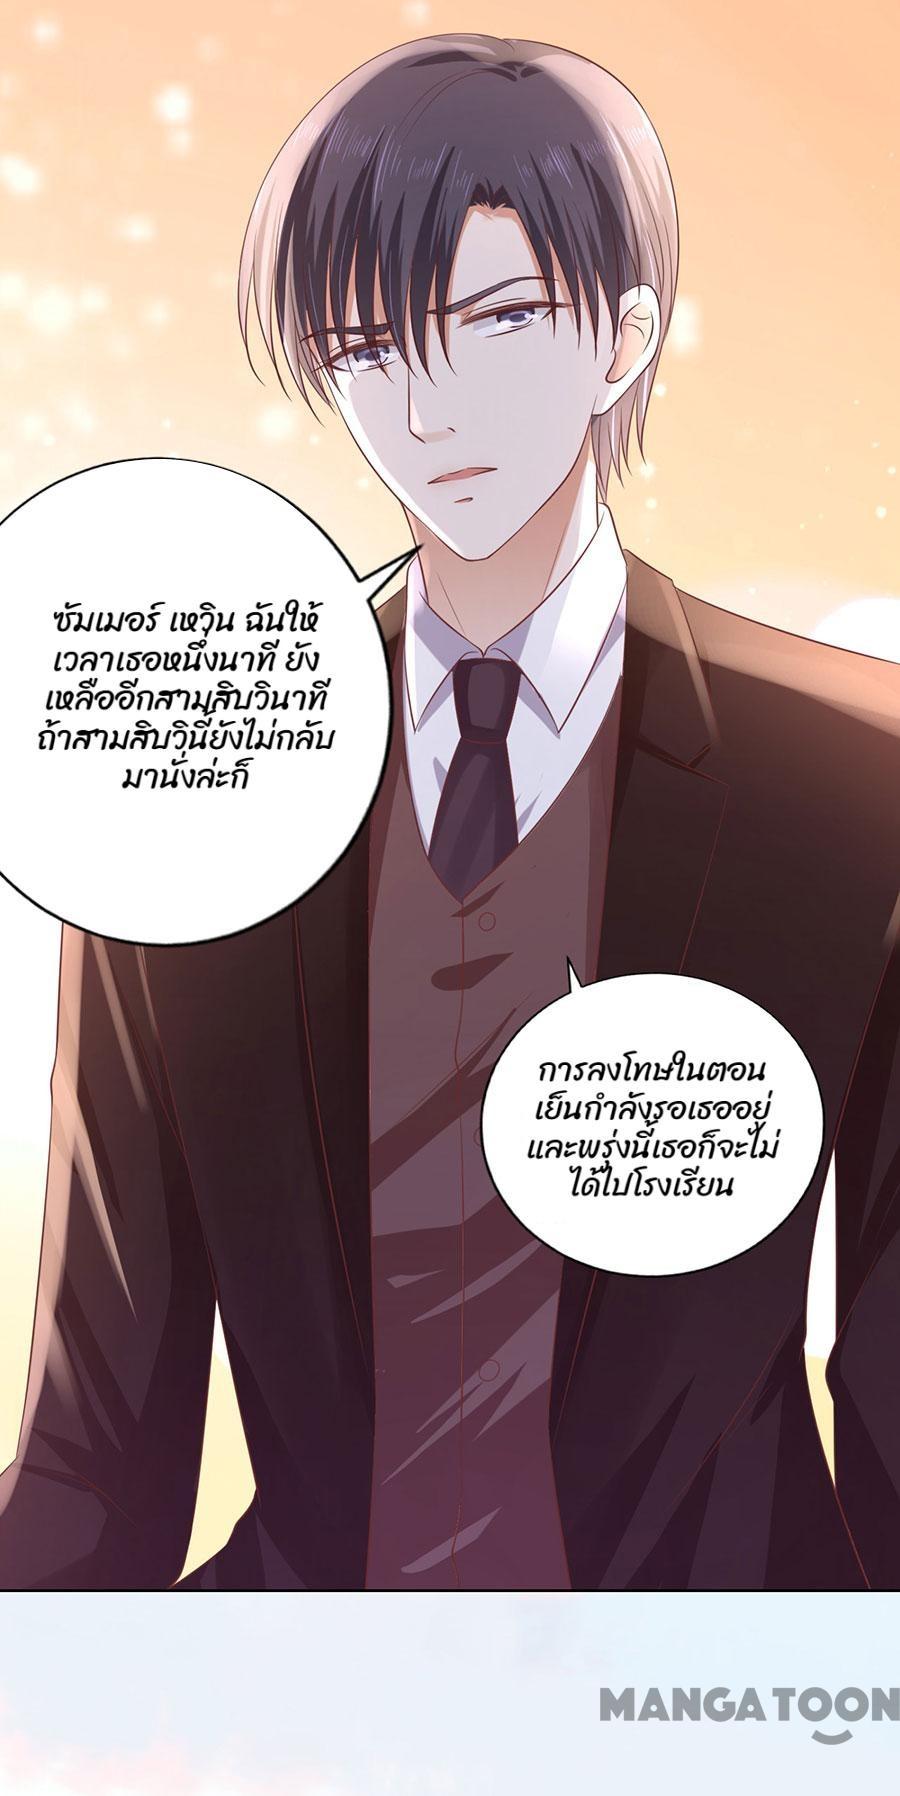 ซัมเมอร์ เหวิน ฉันให้
เวลาเธอหนึ่งนาที ยัง
เหลืออีกสามสิบวินาที
ถ้าสามสิบวินี้ยังไม่กลับ
มานั่งล่ะก็
การลงโทษในตอน
เย็นกำลังรอเธออยู่
และพรุ่งนี้เธอก็จะไม่
ได้ไปโรงเรียน
MANGATOON